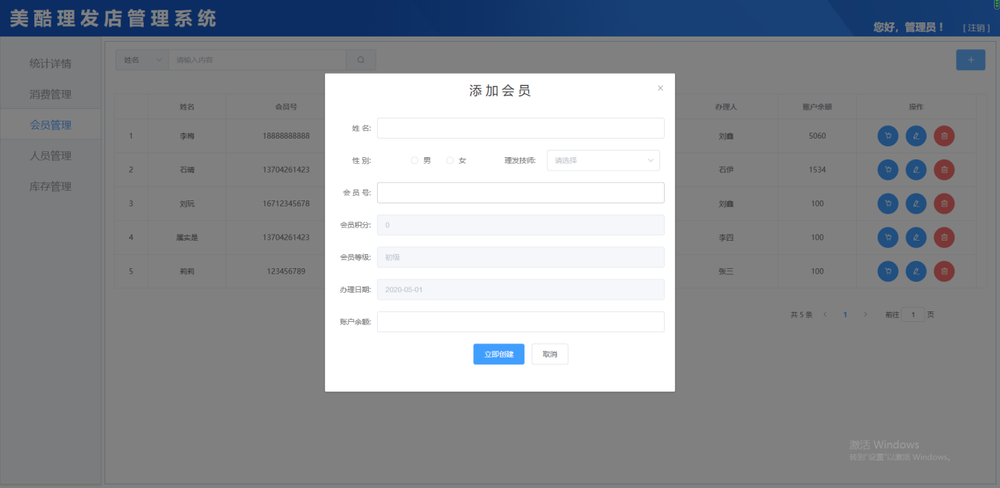 美酷理发店管理系统
您好，管理员！ [ 注销 ]
统计详情
消费管理
会员管理
人员管理
库存管理
姓名 请输入内容
姓名 会员号 办理人 账户余额 操作
1 李梅 18888888888 刘鑫 5060
2 石晴 13704261423 石伊 1534
3 刘玩 16712345678 刘鑫 100
4 属实是 13704261423 李四 100
5 莉莉 123456789 张三 100
共 5 条 1 前往 1 页
添加会员
姓 名:
性 别: 男 女 理发技师: 请选择
会 员 号:
会员积分: 0
会员等级: 初级
办理日期: 2020-05-01
账户余额:
立即创建 取消
激活 Windows
转到"设置"以激活 Windows。